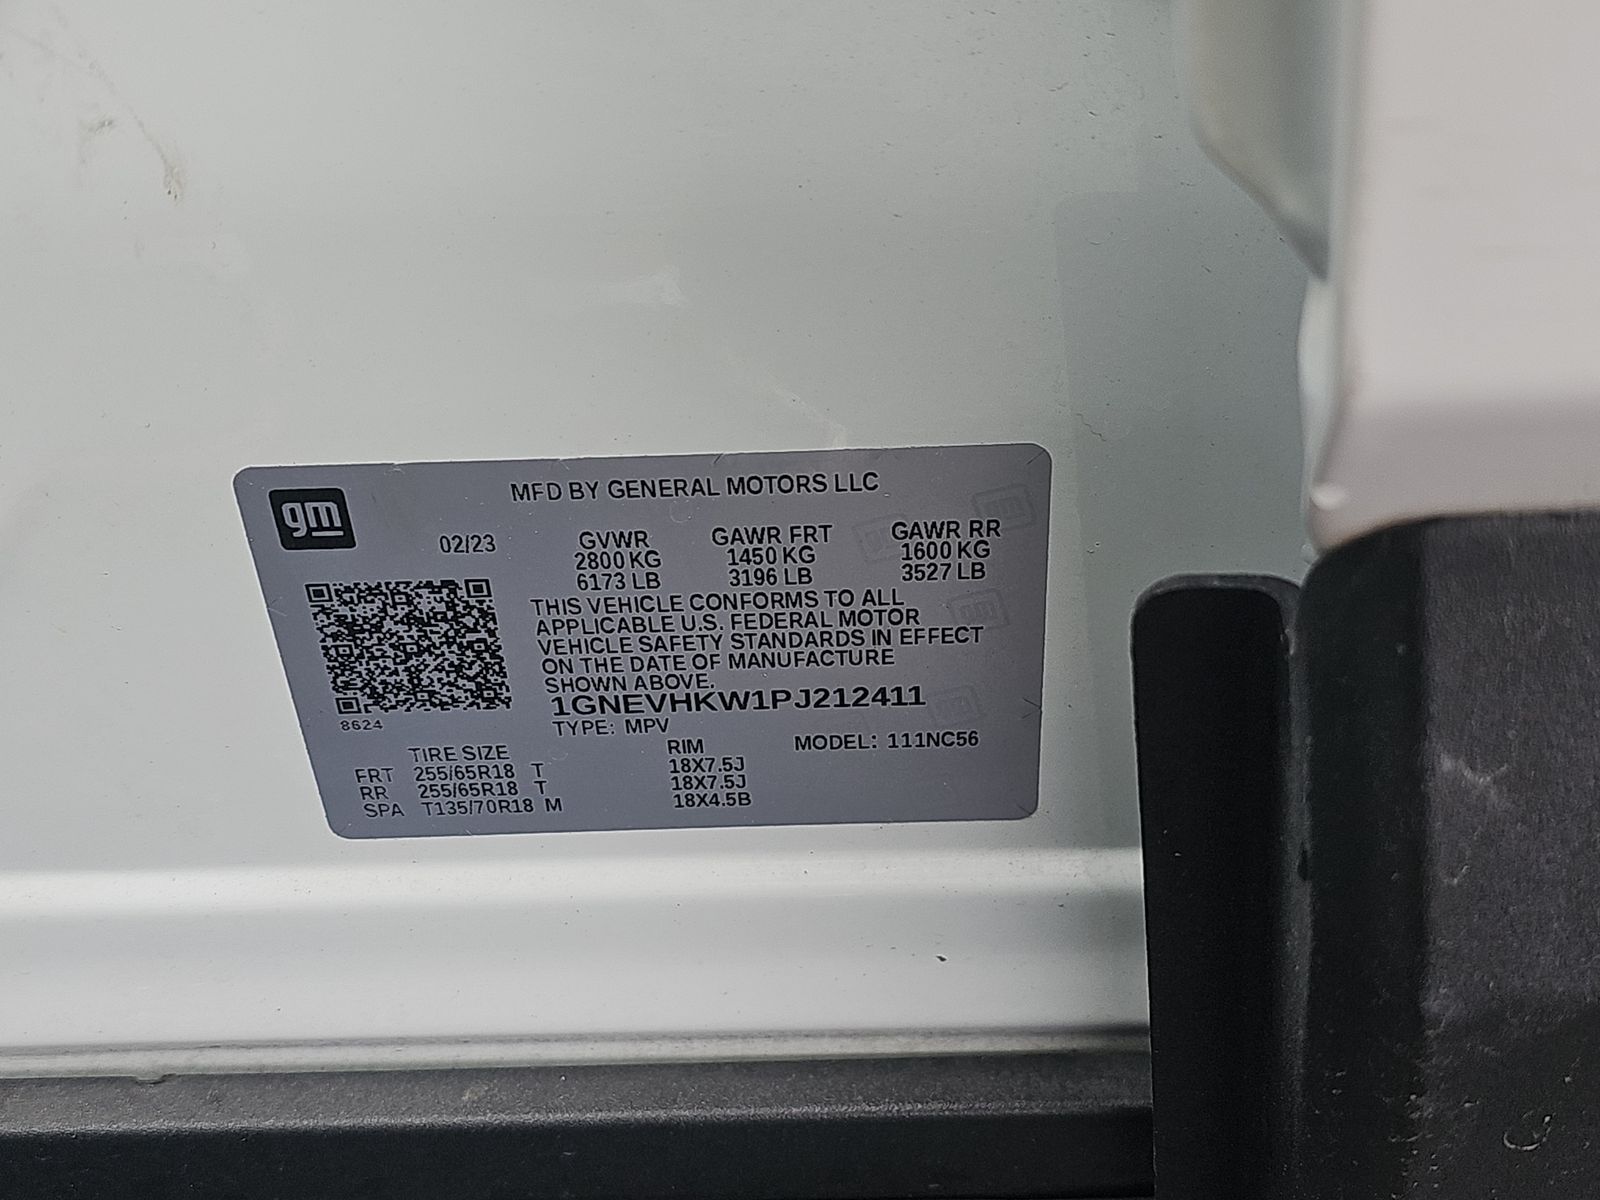 MFD BY GENERAL MOTORS LLC
gm
02/23 GVWR GAWR FRT GAWR RR
2800 KG 1450 KG 1600 KG
6173 LB 3196 LB 3527 LB
THIS VEHICLE CONFORMS TO ALL
APPLICABLE U.S. FEDERAL MOTOR
VEHICLE SAFETY STANDARDS IN EFFECT
ON THE DATE OF MANUFACTURE
SHOWN ABOVE.
1GNEVHKW1PJ212411
8624
TYPE: MPV
TIRE SIZE RIM MODEL: 111NC56
FRT 255/65R18 T 18X7.5J
RR 255/65R18 T 18X7.5J
SPA T135/70R18 M 18X4.5B